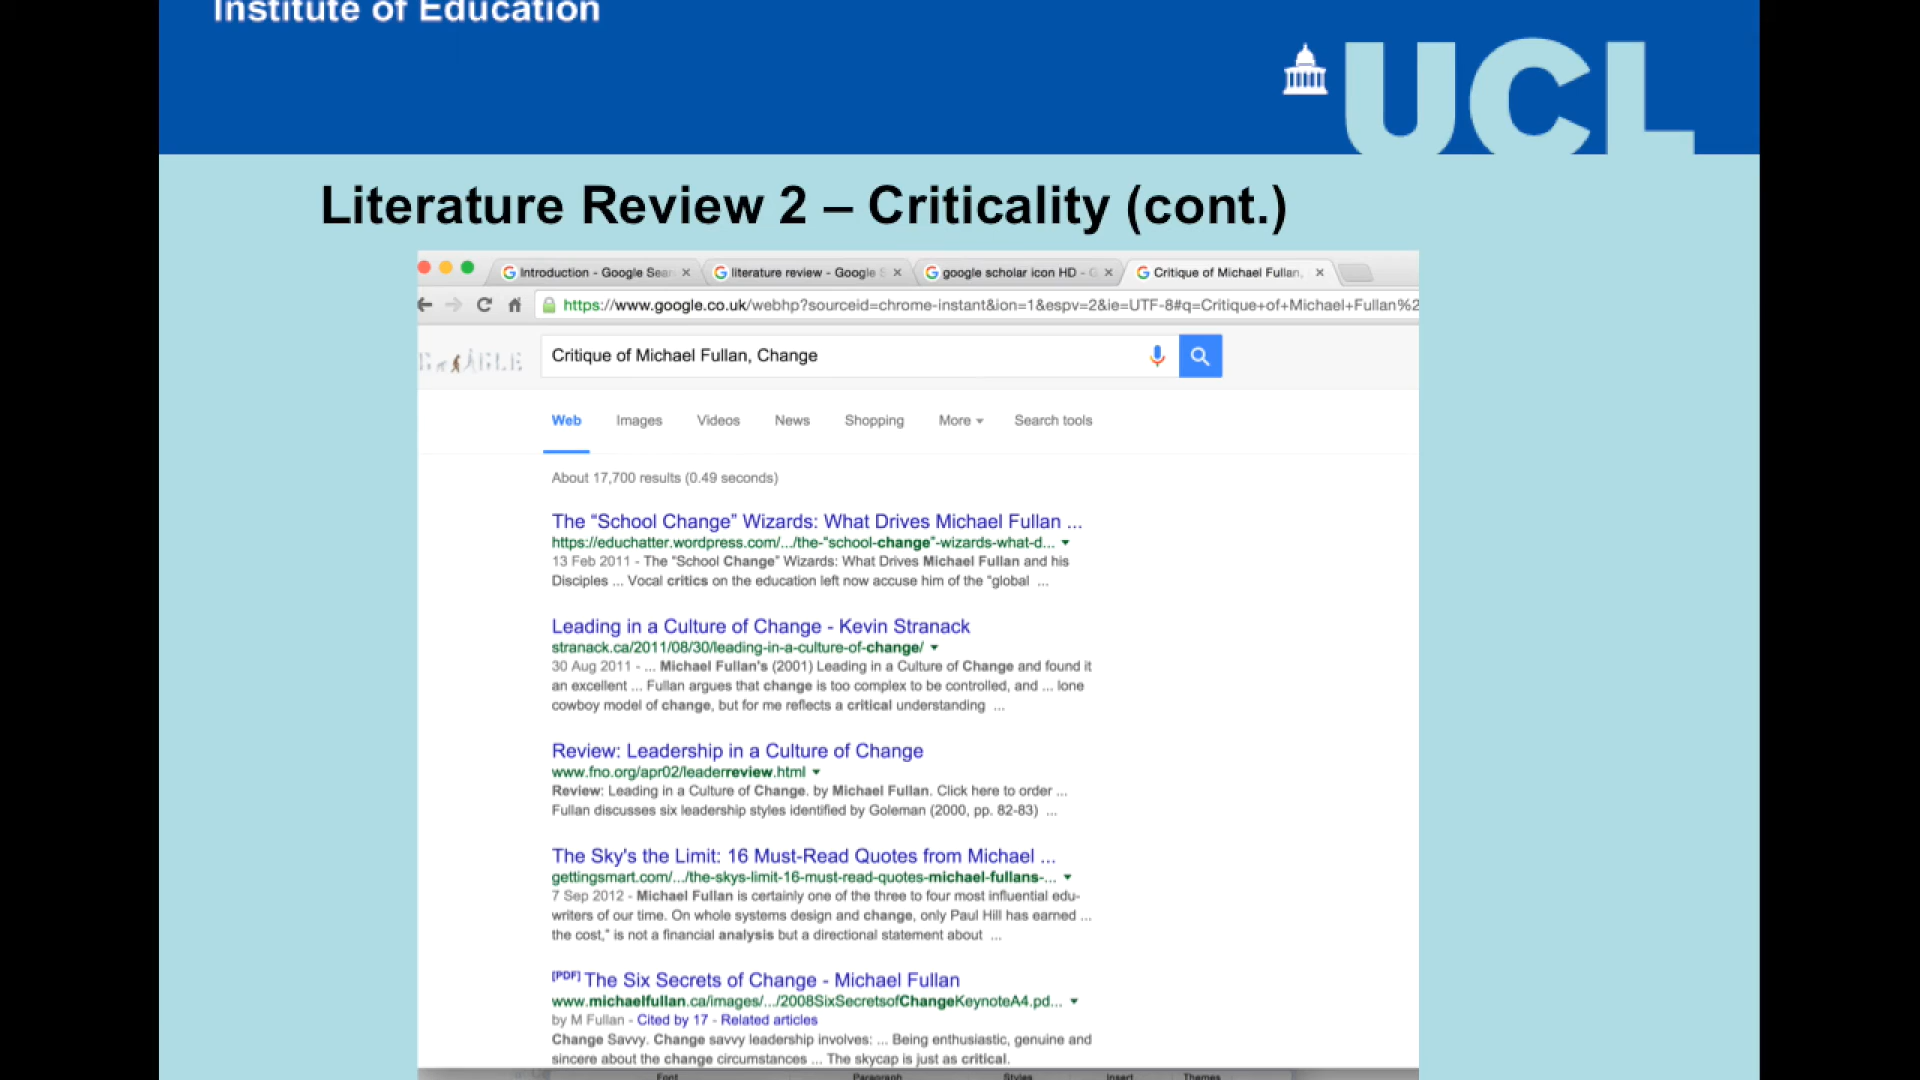 Institute of Education
UCL
Literature Review 2 – Criticality (cont.)
Introduction - Google Sear
literature review - Google S
google scholar icon HD - G
Critique of Michael Fullan,
https://www.google.co.uk/webhp?sourceid=chrome-instant&ion=1&espv=2&ie=UTF-8#q=Critique+of+Michael+Fullan%2
Critique of Michael Fullan, Change
Web Images Videos News Shopping More Search tools
About 17,700 results (0.49 seconds)
The “School Change” Wizards: What Drives Michael Fullan ...
https://educhatter.wordpress.com/.../the-“school-change”-wizards-what-d...
13 Feb 2011 - The “School Change” Wizards: What Drives Michael Fullan and his
Disciples ... Vocal critics on the education left now accuse him of the “global ...
Leading in a Culture of Change - Kevin Stranack
stranack.ca/2011/08/30/leading-in-a-culture-of-change/
30 Aug 2011 - ... Michael Fullan's (2001) Leading in a Culture of Change and found it
an excellent ... Fullan argues that change is too complex to be controlled, and ... lone
cowboy model of change, but for me reflects a critical understanding ...
Review: Leadership in a Culture of Change
www.fno.org/apr02/leaderreview.html
Review: Leading in a Culture of Change. by Michael Fullan. Click here to order ...
Fullan discusses six leadership styles identified by Goleman (2000, pp. 82-83) ...
The Sky's the Limit: 16 Must-Read Quotes from Michael ...
gettingsmart.com/.../the-skys-limit-16-must-read-quotes-michael-fullans-...
7 Sep 2012 - Michael Fullan is certainly one of the three to four most influential edu-
writers of our time. On whole systems design and change, only Paul Hill has earned ...
the cost,” is not a financial analysis but a directional statement about ...
[PDF] The Six Secrets of Change - Michael Fullan
www.michaelfullan.ca/images/.../2008SixSecretsofChangeKeynoteA4.pd...
by M Fullan - Cited by 17 - Related articles
Change Savvy. Change savvy leadership involves: ... Being enthusiastic, genuine and
sincere about the change circumstances ... The skycap is just as critical.
Font Paragraph Styles Insert Themes